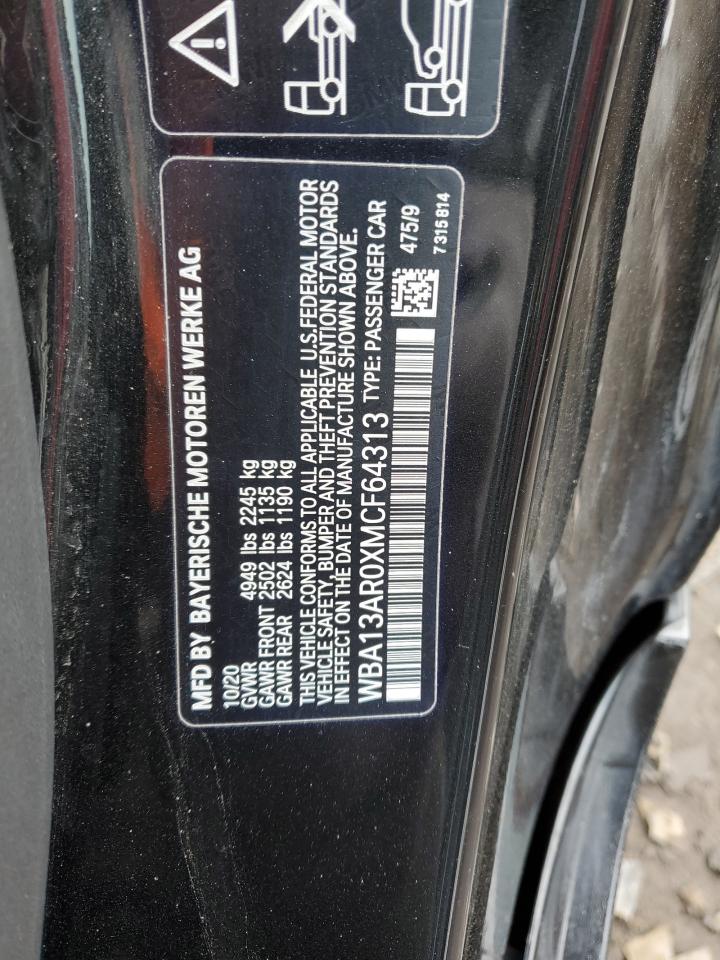 MFD BY BAYERISCHE MOTOREN WERKE AG
10/20
GVWR 4949 lbs 2245 kg
GAWR FRONT 2502 lbs 1135 kg
GAWR REAR 2624 lbs 1190 kg
THIS VEHICLE CONFORMS TO ALL APPLICABLE U.S.FEDERAL MOTOR
VEHICLE SAFETY, BUMPER AND THEFT PREVENTION STANDARDS
IN EFFECT ON THE DATE OF MANUFACTURE SHOWN ABOVE.
WBA13AR0XMCF64313 TYPE: PASSENGER CAR
475/9
7315814